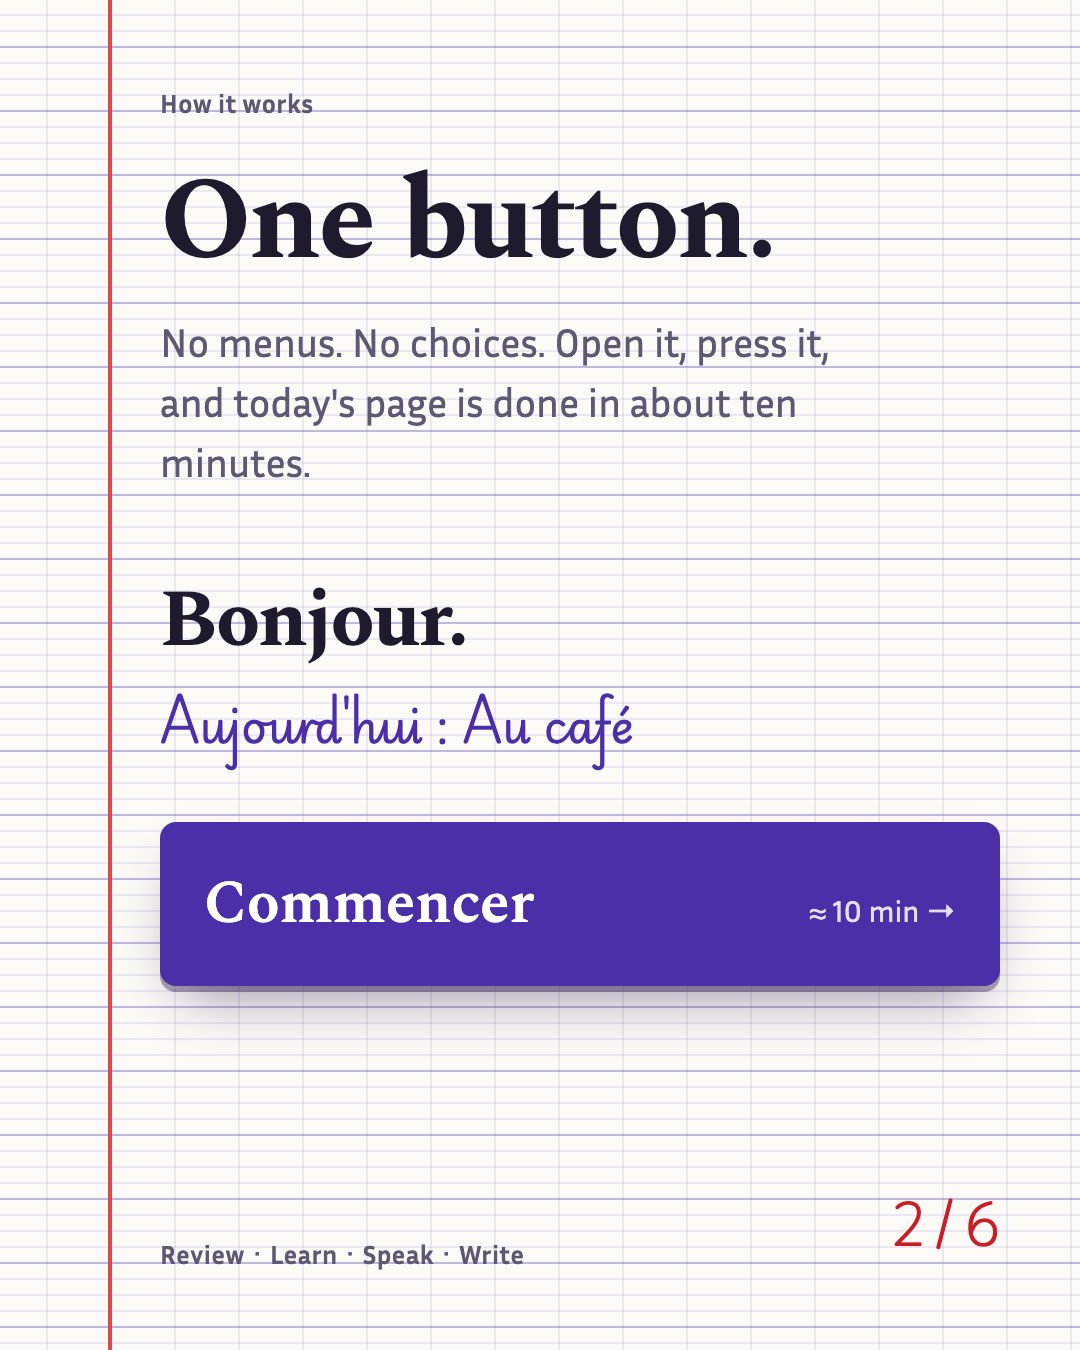 How it works
One button.
No menus. No choices. Open it, press it,
and today's page is done in about ten
minutes.
Bonjour.
Aujourd'hui : Au café
Commencer
≈ 10 min →
2/6
Review · Learn · Speak · Write